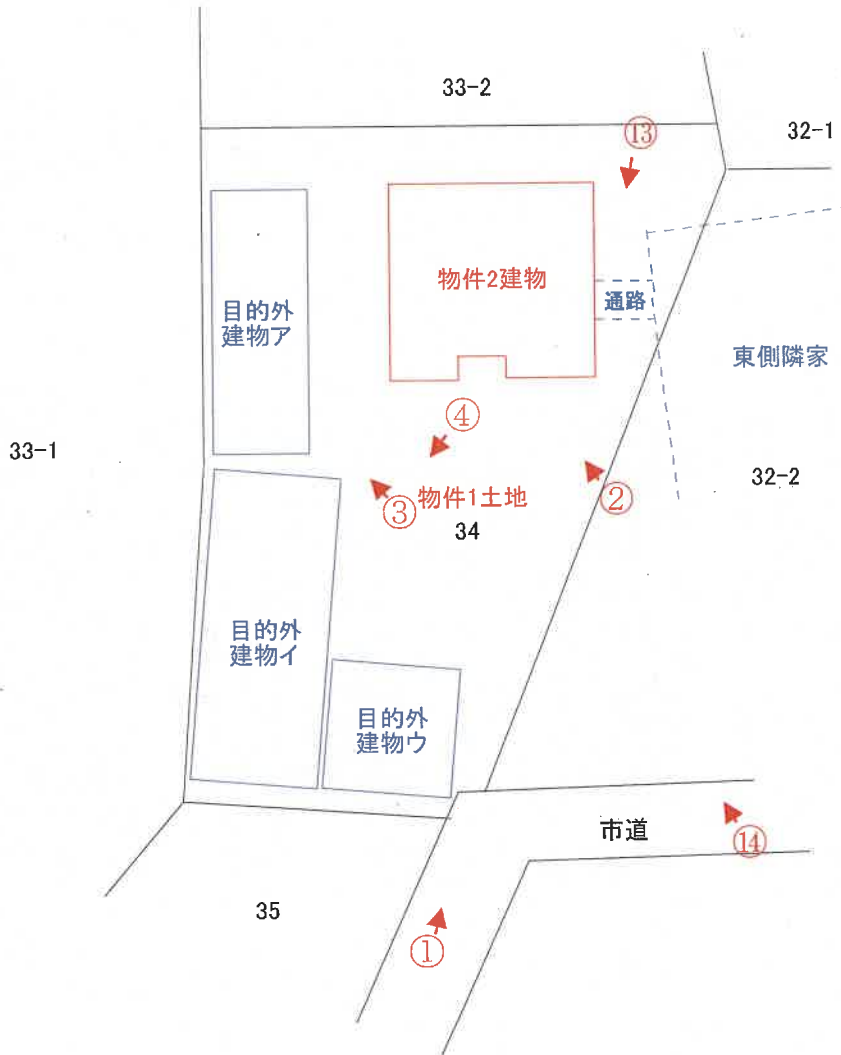 33-2
32-1
⑬
物件2建物
目的外
建物ア
通路
東側隣家
33-1
④
32-2
③
物件1土地
②
34
目的外
建物イ
目的外
建物ウ
市道
⑭
35
①